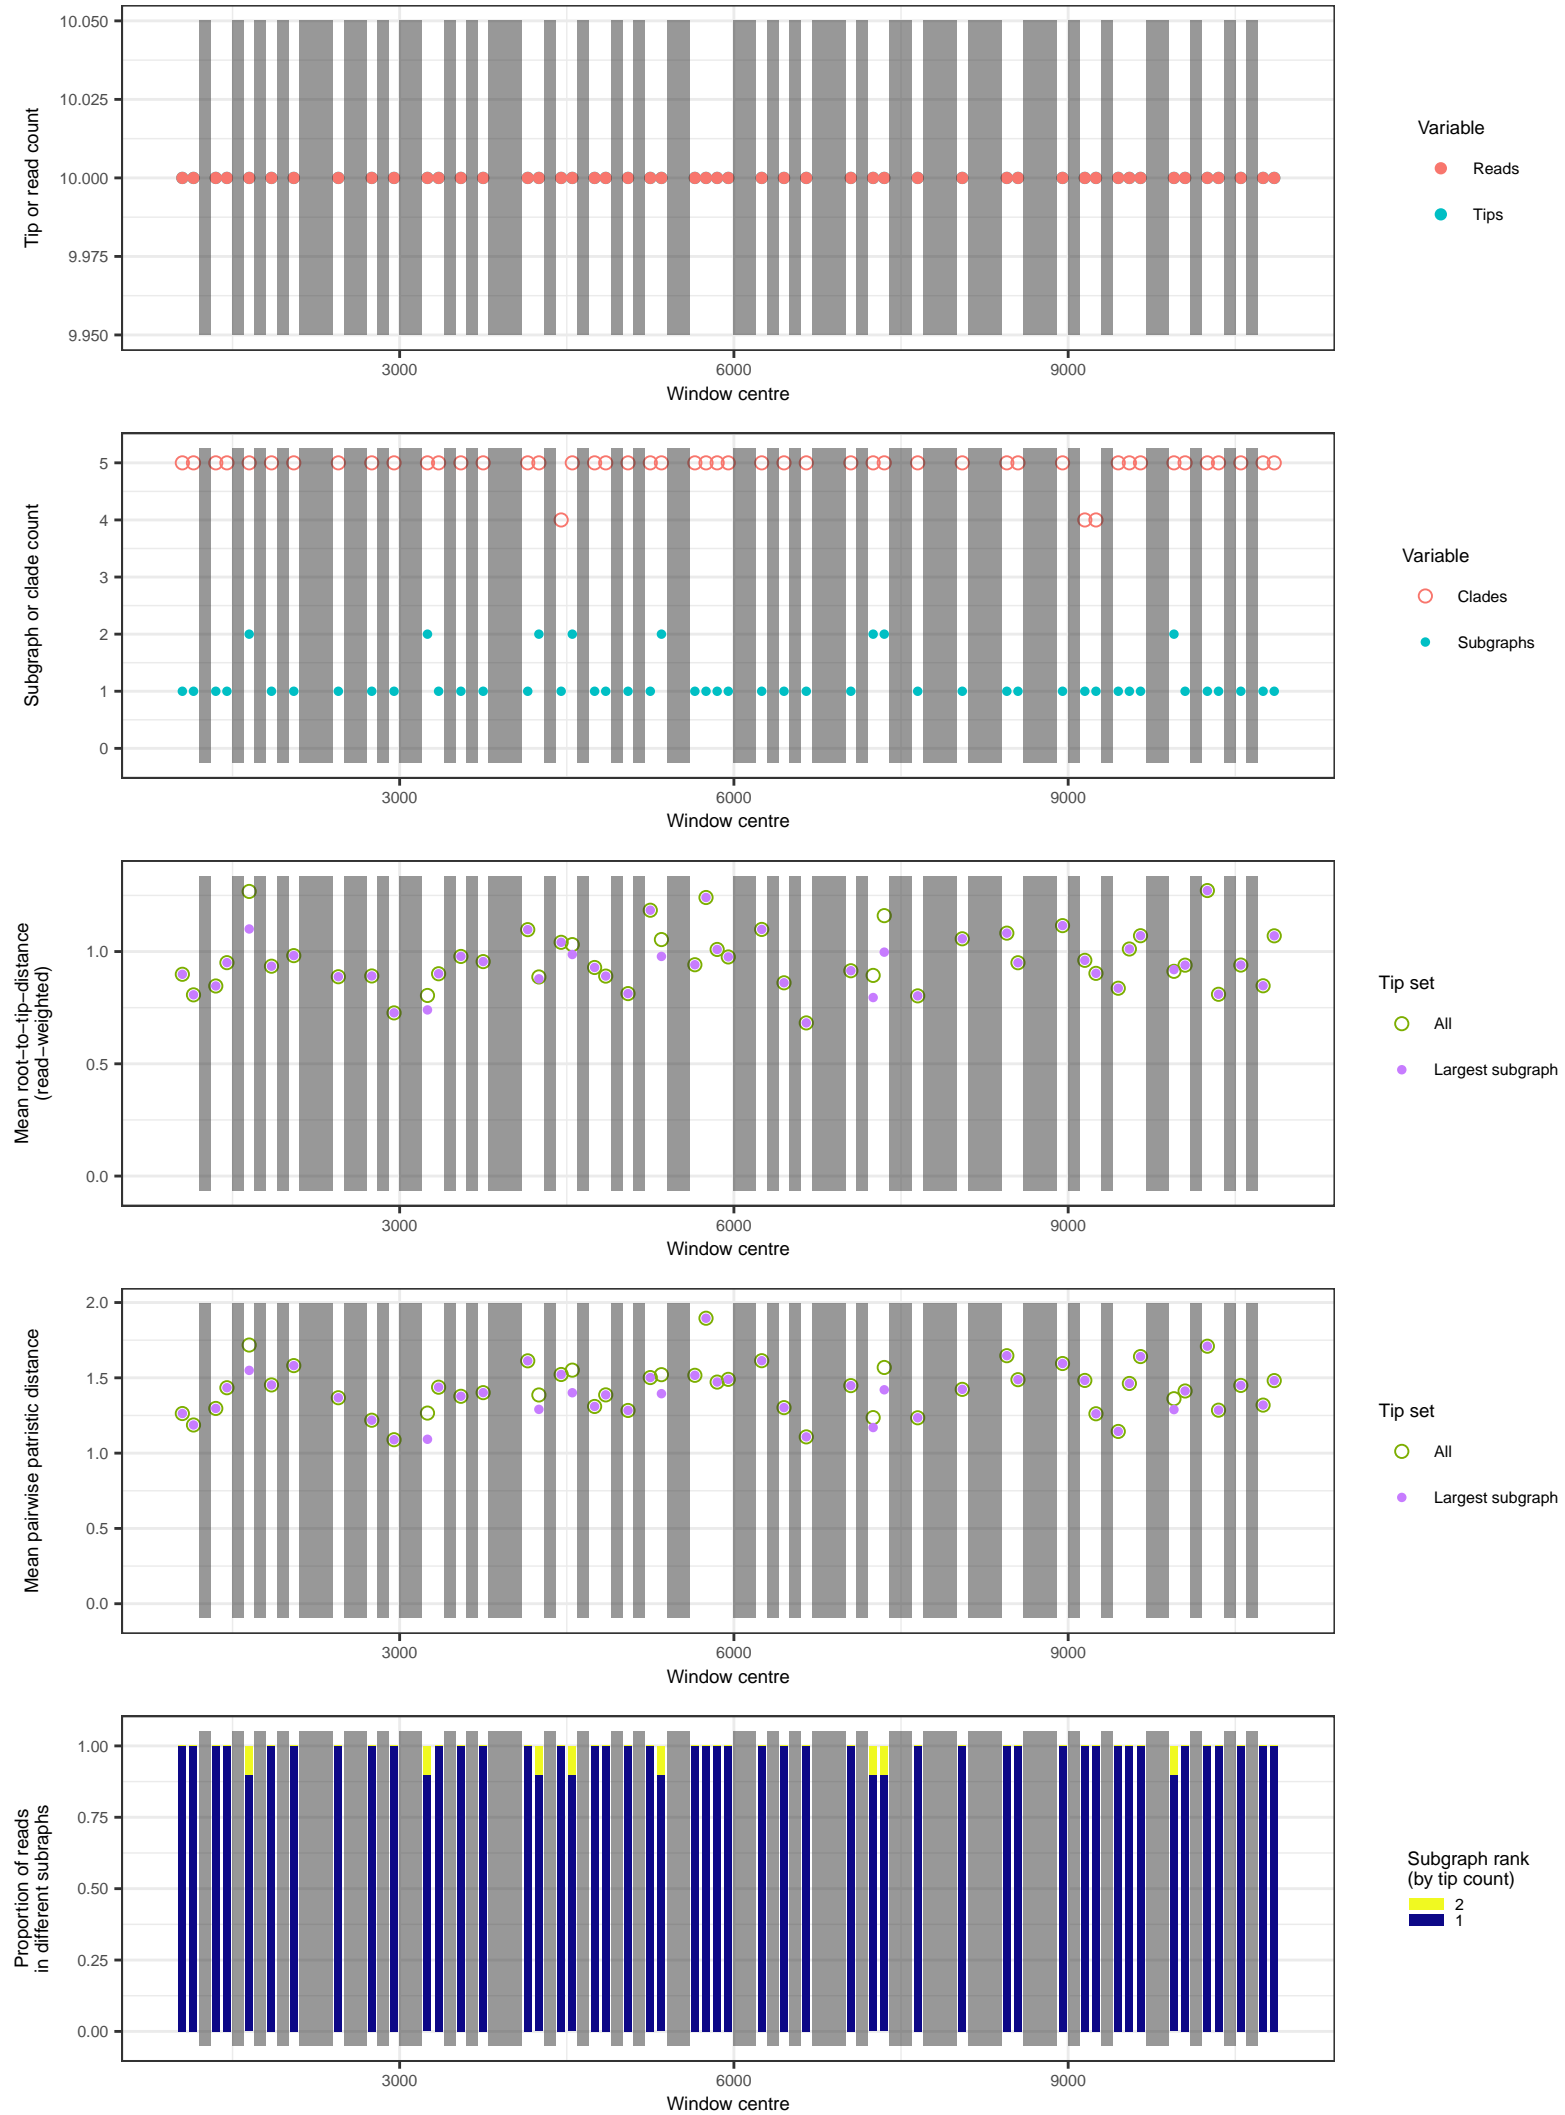 10.050
10.025
10.000
9.975
9.950
Tip or read count
3000
6000
9000
Window centre
Variable
Reads
Tips
5
4
3
2
1
0
Subgraph or clade count
3000
6000
9000
Window centre
Variable
Clades
Subgraphs
1.0
0.5
0.0
Mean root−to−tip−distance
(read−weighted)
3000
6000
9000
Window centre
Tip set
All
Largest subgraph
2.0
1.5
1.0
0.5
0.0
Mean pairwise patristic distance
3000
6000
9000
Window centre
Tip set
All
Largest subgraph
1.00
0.75
0.50
0.25
0.00
Proportion of reads
in different subraphs
3000
6000
9000
Window centre
Subgraph rank
(by tip count)
2
1